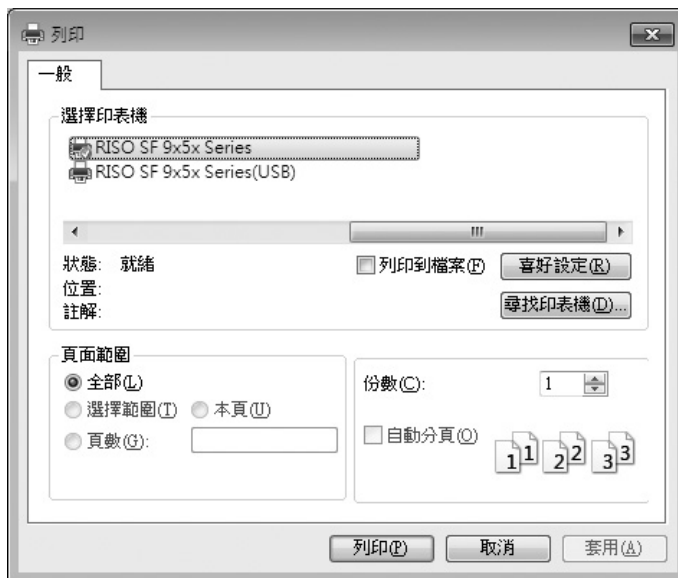 列印
一般
選擇印表機
RISO SF 9x5x Series
RISO SF 9x5x Series(USB)
狀態: 就緒
列印到檔案(F) 喜好設定(R)
位置:
註解:
尋找印表機(D)...
頁面範圍
全部(L)
選擇範圍(T) 本頁(U)
頁數(G):
份數(C): 1
自動分頁(O)
1 1 2 2 3 3
列印(P) 取消 套用(A)